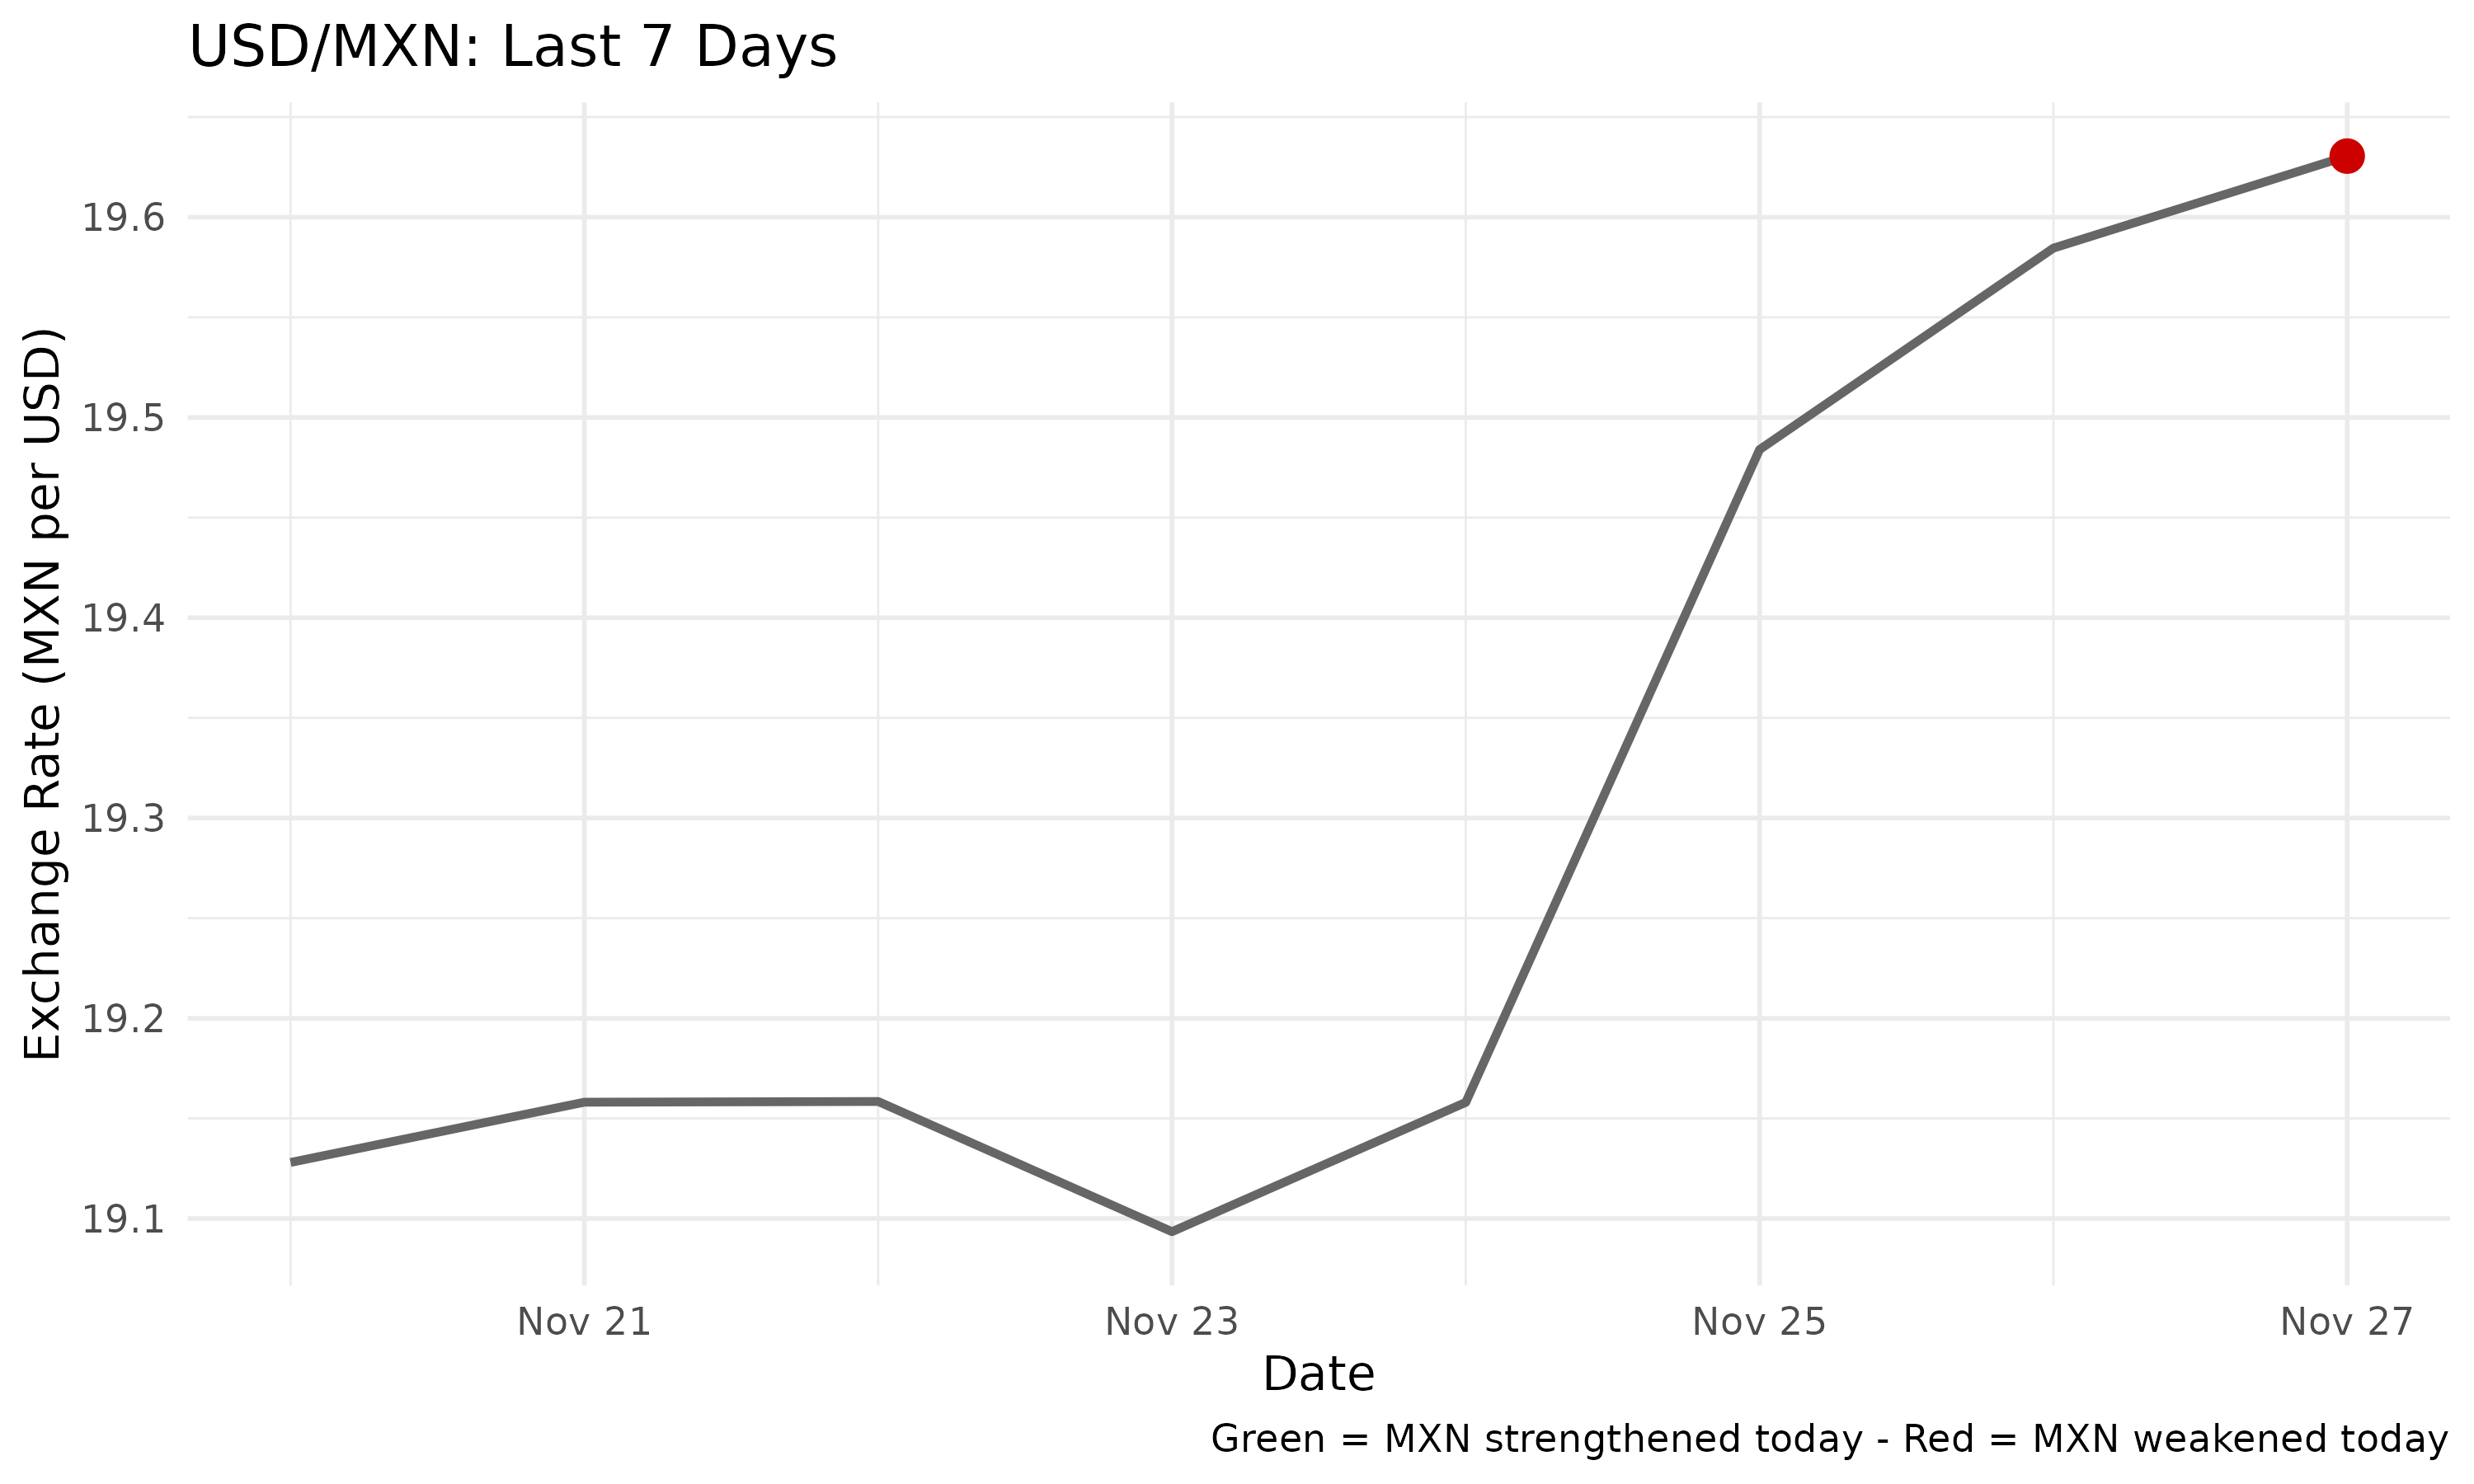 USD/MXN: Last 7 Days
Exchange Rate (MXN per USD)
19.6
19.5
19.4
19.3
19.2
19.1
Nov 21 Nov 23 Nov 25 Nov 27
Date
Green = MXN strengthened today - Red = MXN weakened today